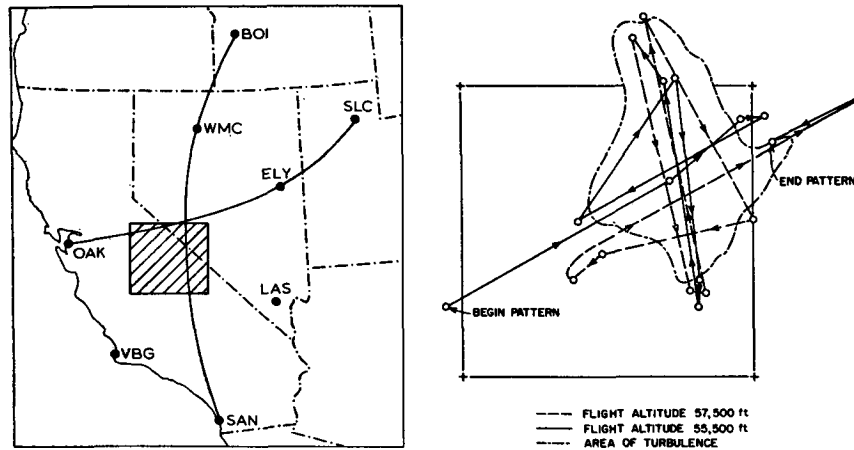 BOI
SLC
WMC
ELY
OAK
LAS
VBG
SAN
END PATTERN
BEGIN PATTERN
FLIGHT ALTITUDE 57,500 ft
FLIGHT ALTITUDE 55,500 ft
AREA OF TURBULENCE